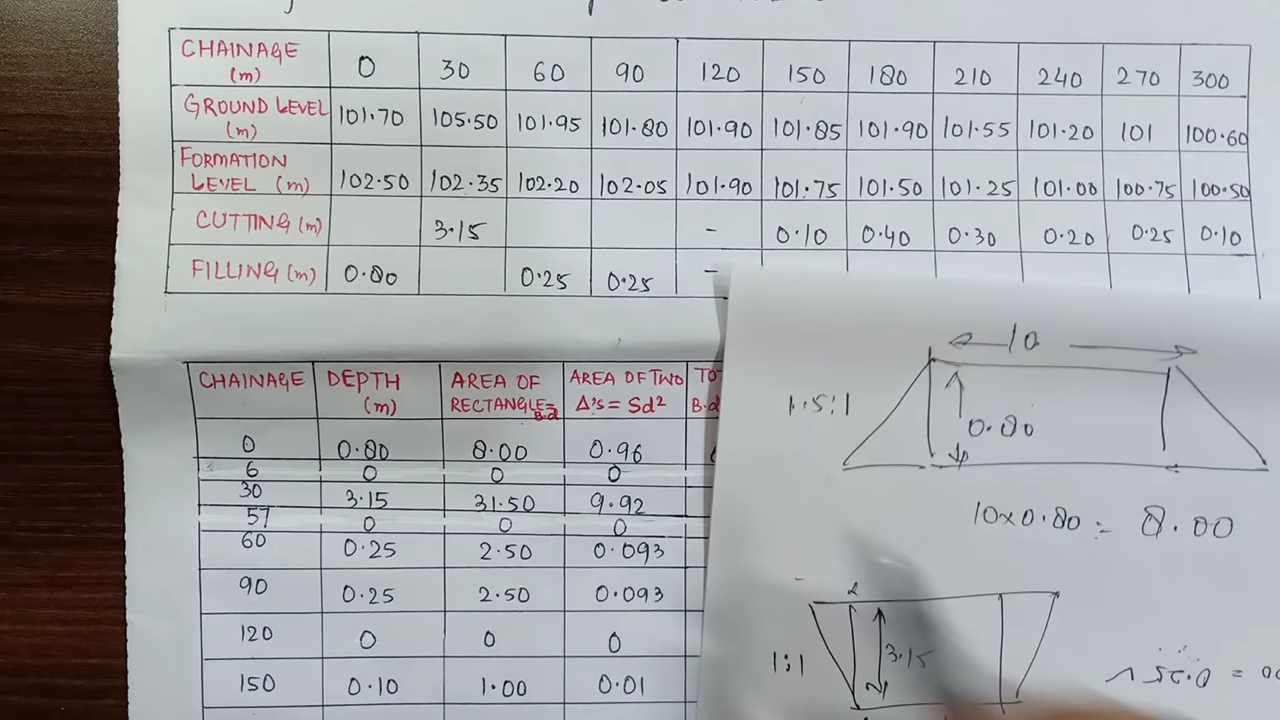 CHAINAGE (m) 0 30 60 90 120 150 180 210 240 270 300
GROUND LEVEL (m) 101.70 105.50 101.95 101.80 101.90 101.85 101.90 101.55 101.20 101 100.60
FORMATION LEVEL (m) 102.50 102.35 102.20 102.05 101.90 101.75 101.50 101.25 101.00 100.75 100.50
CUTTING (m) 3.15 - 0.10 0.40 0.30 0.20 0.25 0.10
FILLING (m) 0.80 0.25 0.25 -
CHAINAGE DEPTH (m) AREA OF RECTANGLE= B.d AREA OF TWO Δ'S = Sd² B.d
0 0.80 8.00 0.96
6 0 0 0
30 3.15 31.50 9.92
57 0 0 0
60 0.25 2.50 0.093
90 0.25 2.50 0.093
120 0 0 0
150 0.10 1.00 0.01
10
1.5:1
0.80
10x0.80 = 8.00
1:1
3.15